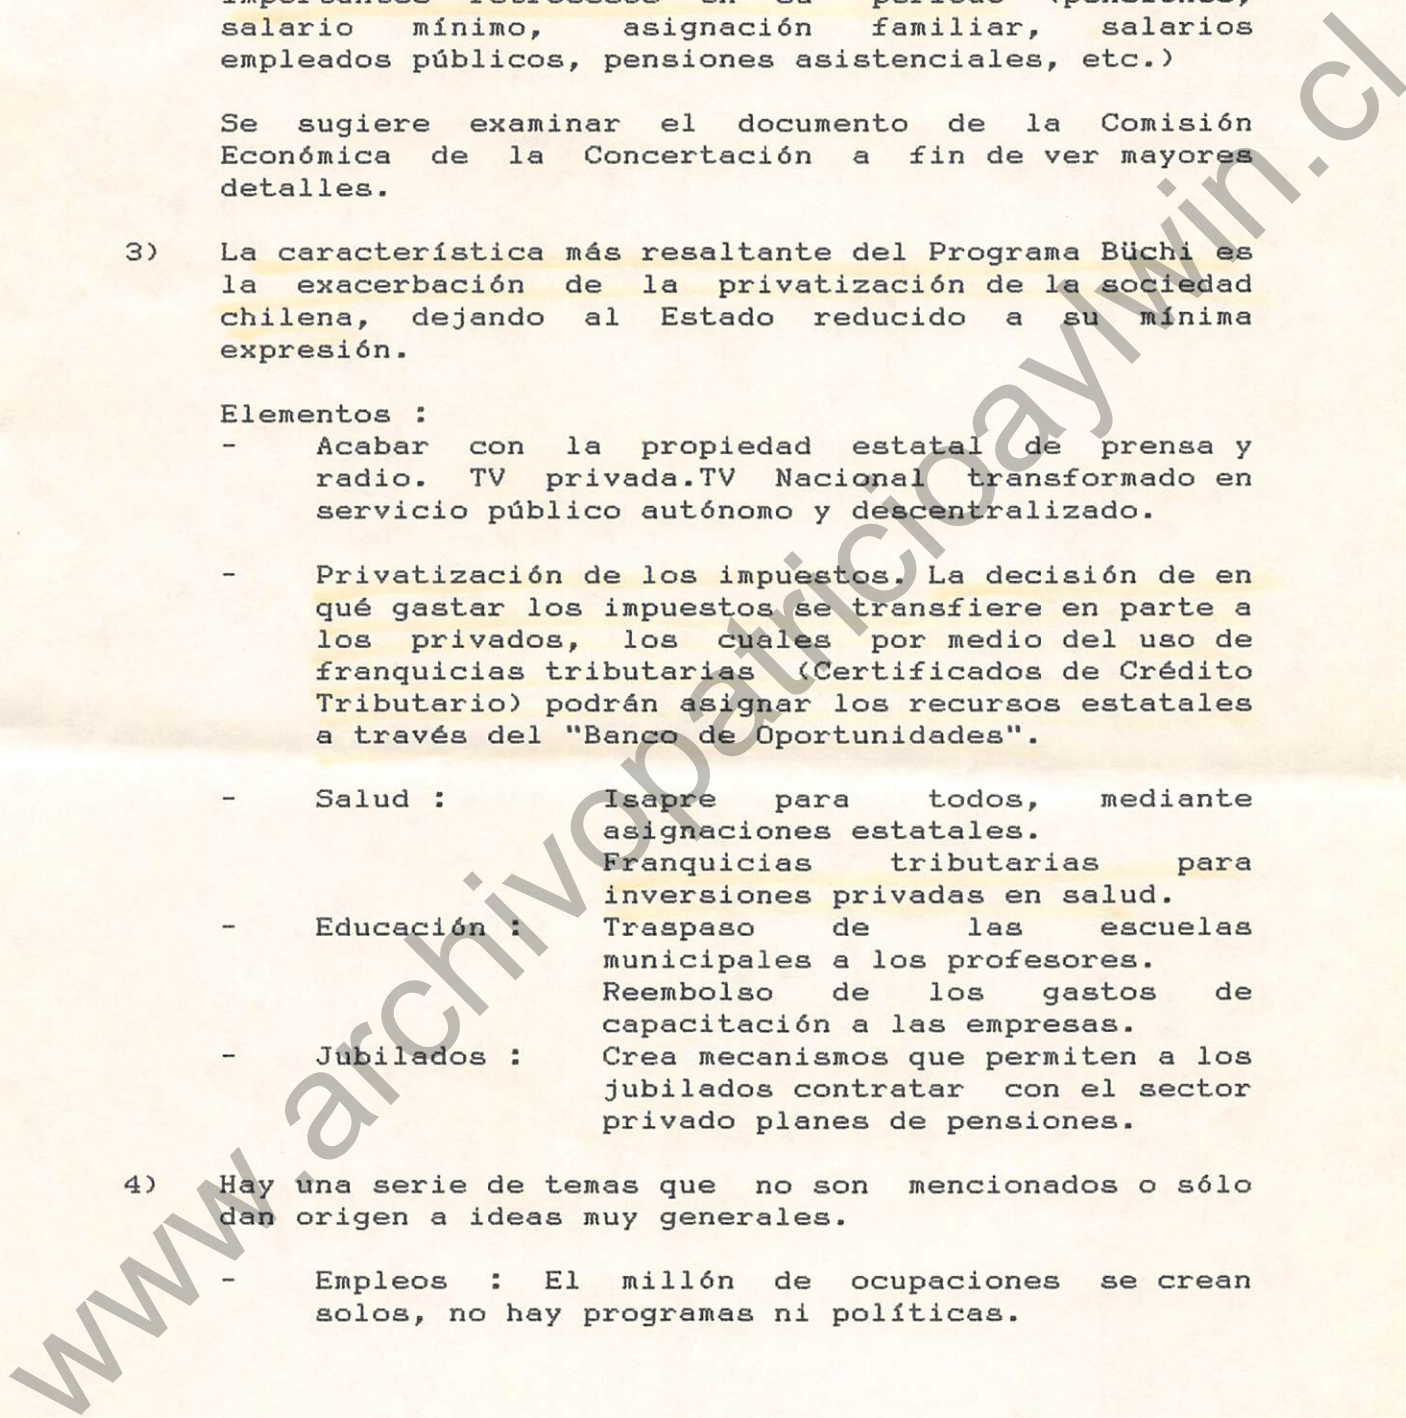 importantes retrocesos en su período (pensiones,
salario mínimo, asignación familiar, salarios
empleados públicos, pensiones asistenciales, etc.)
Se sugiere examinar el documento de la Comisión
Económica de la Concertación a fin de ver mayores
detalles.
3) La característica más resaltante del Programa Büchi es
la exacerbación de la privatización de la sociedad
chilena, dejando al Estado reducido a su mínima
expresión.
Elementos :
- Acabar con la propiedad estatal de prensa y
radio. TV privada.TV Nacional transformado en
servicio público autónomo y descentralizado.
- Privatización de los impuestos. La decisión de en
qué gastar los impuestos se transfiere en parte a
los privados, los cuales por medio del uso de
franquicias tributarias (Certificados de Crédito
Tributario) podrán asignar los recursos estatales
a través del "Banco de Oportunidades".
- Salud : Isapre para todos, mediante
asignaciones estatales.
Franquicias tributarias para
inversiones privadas en salud.
- Educación : Traspaso de las escuelas
municipales a los profesores.
Reembolso de los gastos de
capacitación a las empresas.
- Jubilados : Crea mecanismos que permiten a los
jubilados contratar con el sector
privado planes de pensiones.
4) Hay una serie de temas que no son mencionados o sólo
dan origen a ideas muy generales.
- Empleos : El millón de ocupaciones se crean
solos, no hay programas ni políticas.
www.archivopatricioaylwin.cl